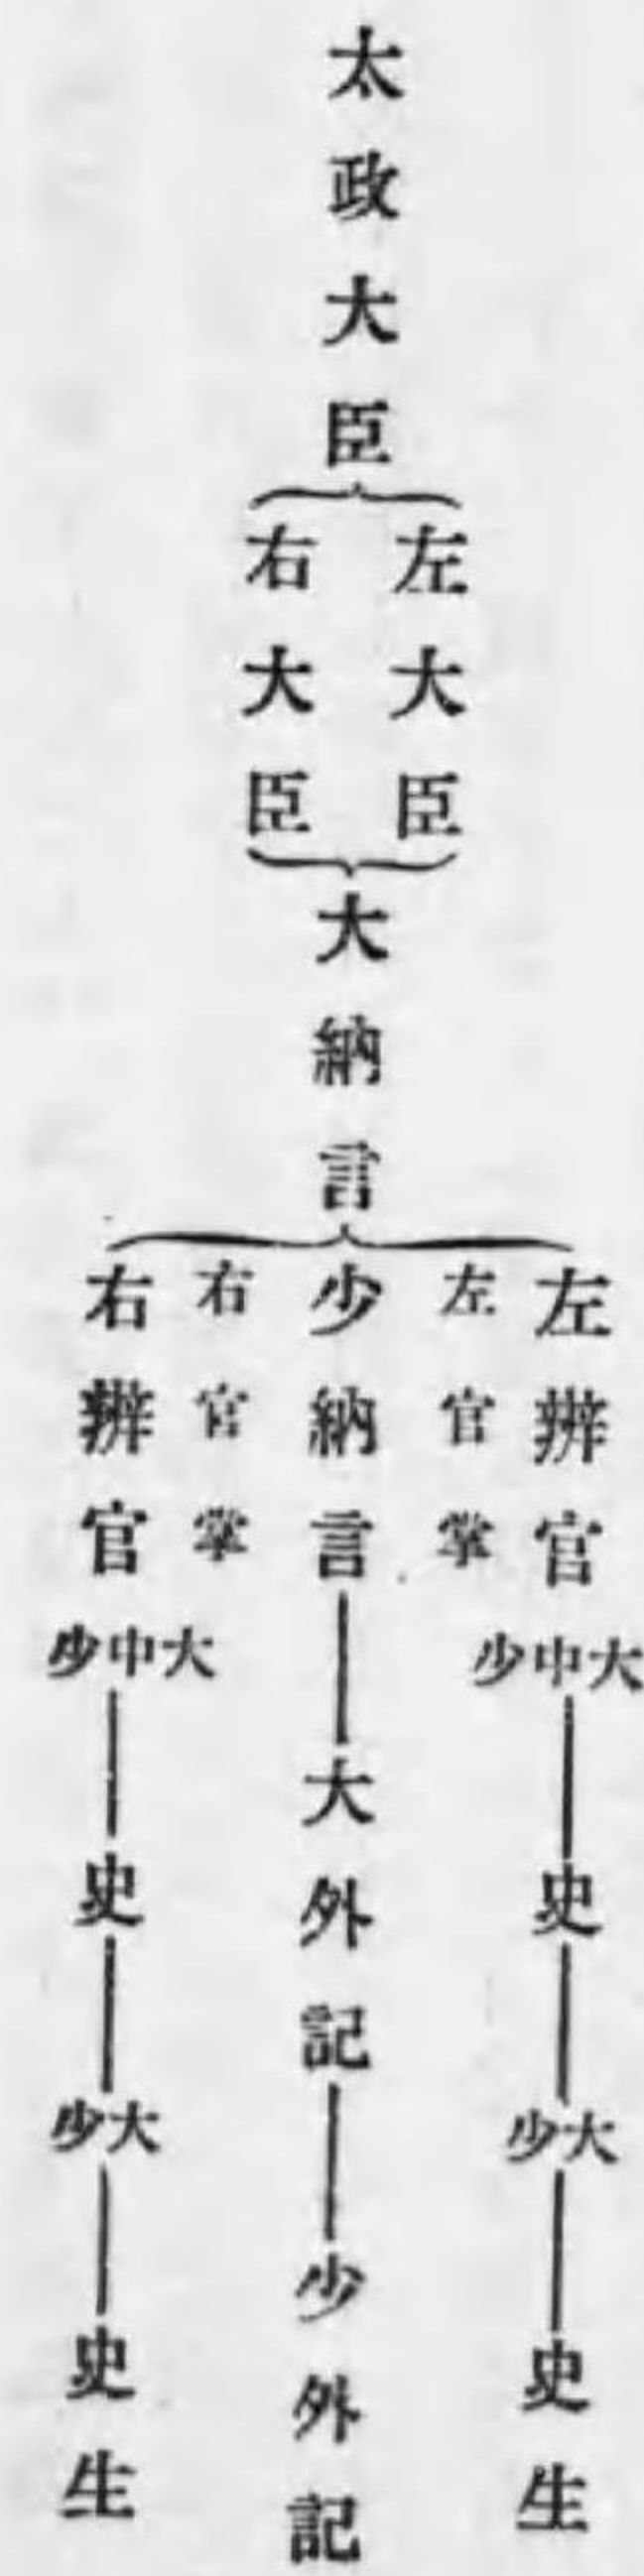 太政大臣
左大臣
右大臣
大納言
左辨官
大中少
史
大少
史生
左官掌
少納言
大外記
少外記
右官掌
右辨官
大中少
史
大少
史生